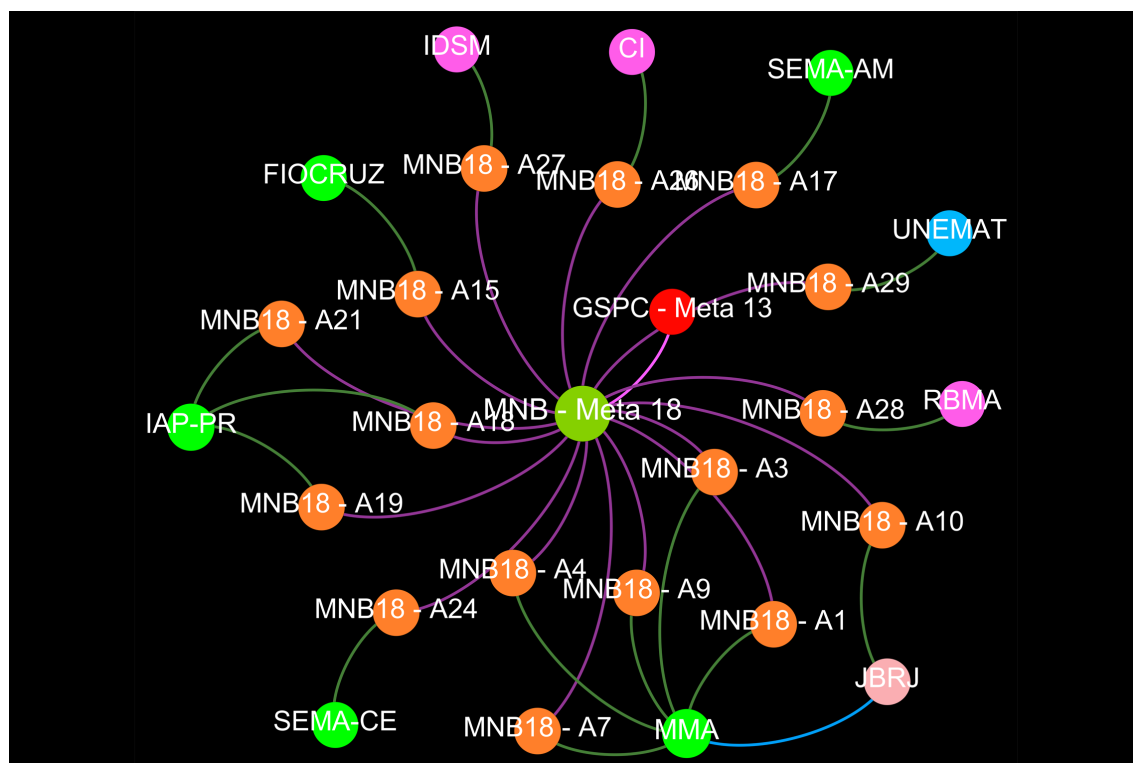 IDSM
CI
SEMA-AM
MNB18 - A27
MNB18 - A26
MNB18 - A17
FIOCRUZ
UNEMAT
MNB18 - A15
MNB18 - A29
GSPC - Meta 13
MNB18 - A21
MNB - Meta 18
MNB18 - A28
RBMA
IAP-PR
MNB18 - A18
MNB18 - A3
MNB18 - A19
MNB18 - A10
MNB18 - A4
MNB18 - A9
MNB18 - A24
MNB18 - A1
JBRJ
SEMA-CE
MNB18 - A7
MMA